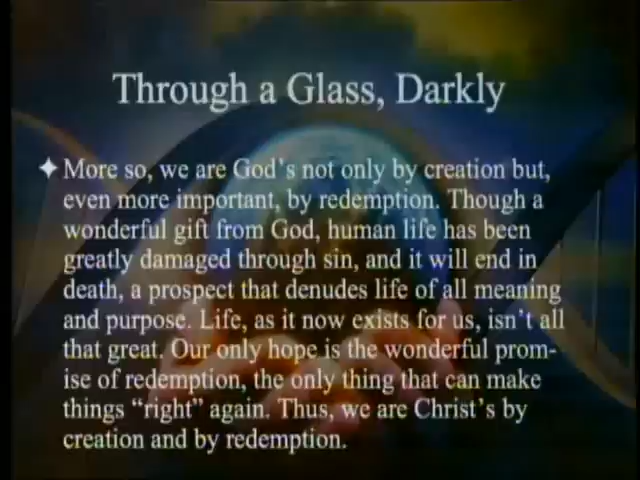 Through a Glass, Darkly
More so, we are God's not only by creation but,
even more important, by redemption. Though a
wonderful gift from God, human life has been
greatly damaged through sin, and it will end in
death, a prospect that denudes life of all meaning
and purpose. Life, as it now exists for us, isn't all
that great. Our only hope is the wonderful prom-
ise of redemption, the only thing that can make
things “right” again. Thus, we are Christ's by
creation and by redemption.